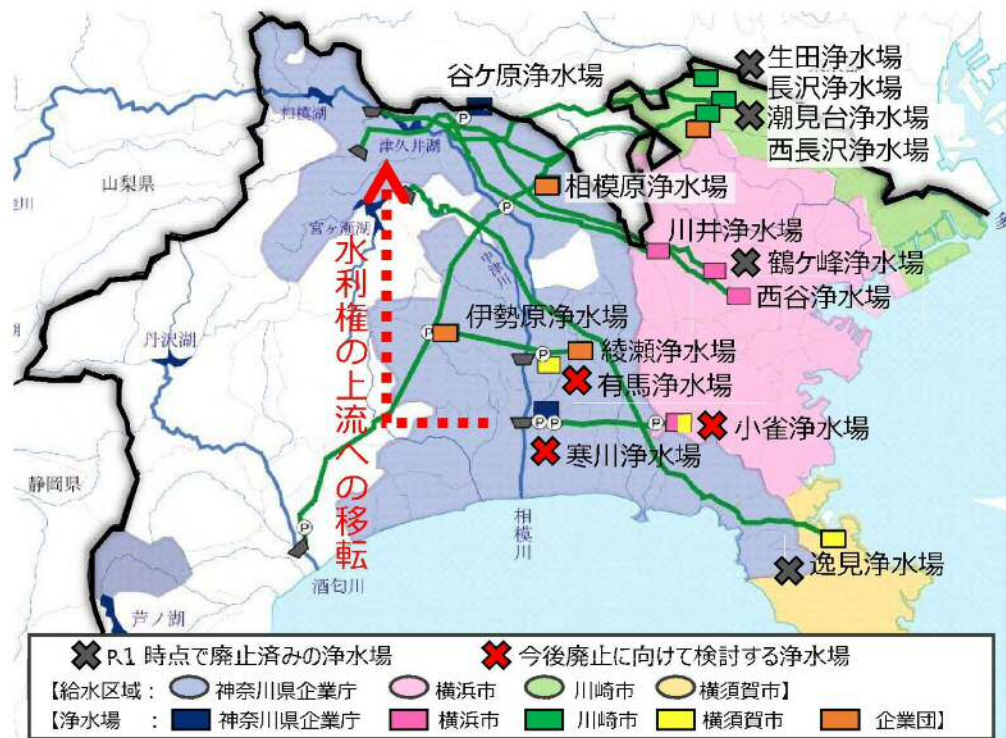 生田浄水場
谷ケ原浄水場
長沢浄水場
相模湖
潮見台浄水場
津久井湖
西長沢浄水場
山梨県
相模原浄水場
宮ヶ瀬湖
川井浄水場
中津川
鶴ケ峰浄水場
西谷浄水場
水利権の上流への移転
伊勢原浄水場
丹沢湖
綾瀬浄水場
有馬浄水場
小雀浄水場
寒川浄水場
静岡県
相模川
逸見浄水場
酒匂川
芦ノ湖
P
P
P
P
P
P
P
P
R.1 時点で廃止済みの浄水場
今後廃止に向けて検討する浄水場
【給水区域： 神奈川県企業庁 横浜市 川崎市 横須賀市】
【浄水場 ： 神奈川県企業庁 横浜市 川崎市 横須賀市 企業団】